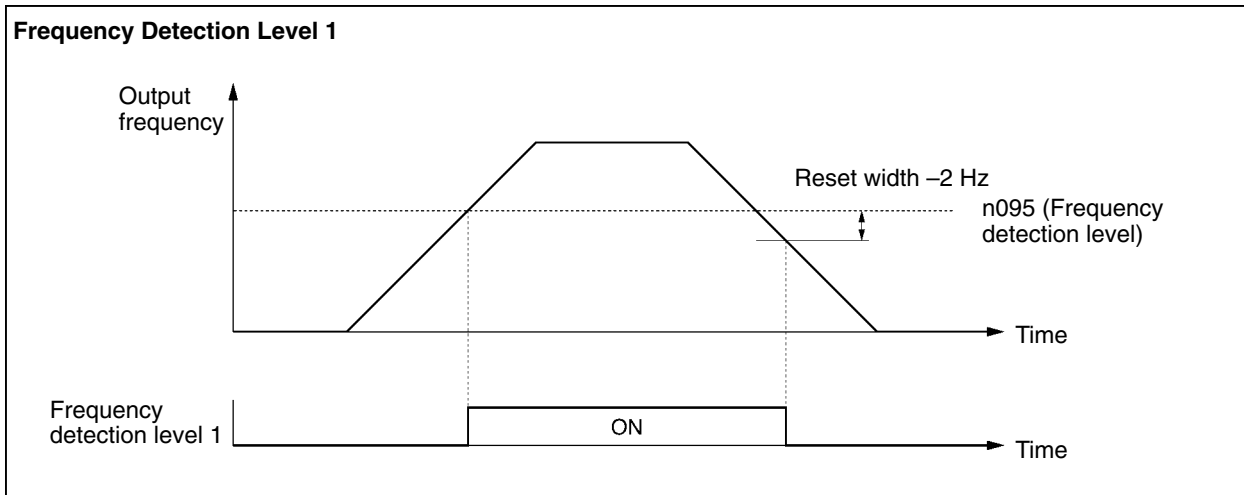 Frequency Detection Level 1
Output
frequency
Reset width –2 Hz
n095 (Frequency
detection level)
Time
Frequency
detection level 1
ON
Time